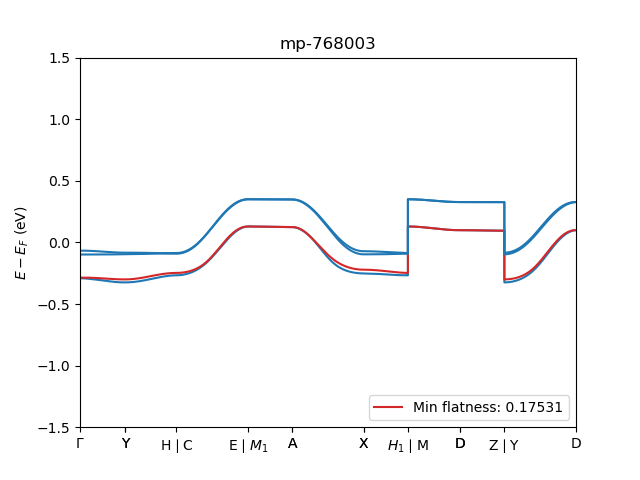 mp-768003
1.5
1.0
0.5
0.0
−0.5
−1.0
−1.5
E − E_F (eV)
Min flatness: 0.17531
Γ Y H | C E | M_1 A X H_1 | M D Z | Y D